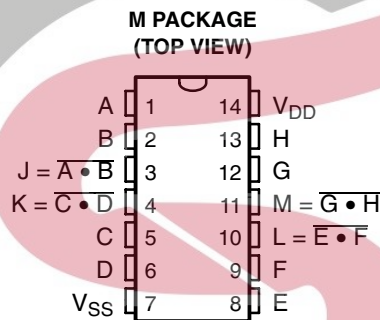 M PACKAGE
(TOP VIEW)
A 1 14 VDD
B 2 13 H
J = A • B 3 12 G
K = C • D 4 11 M = G • H
C 5 10 L = E • F
D 6 9 F
VSS 7 8 E